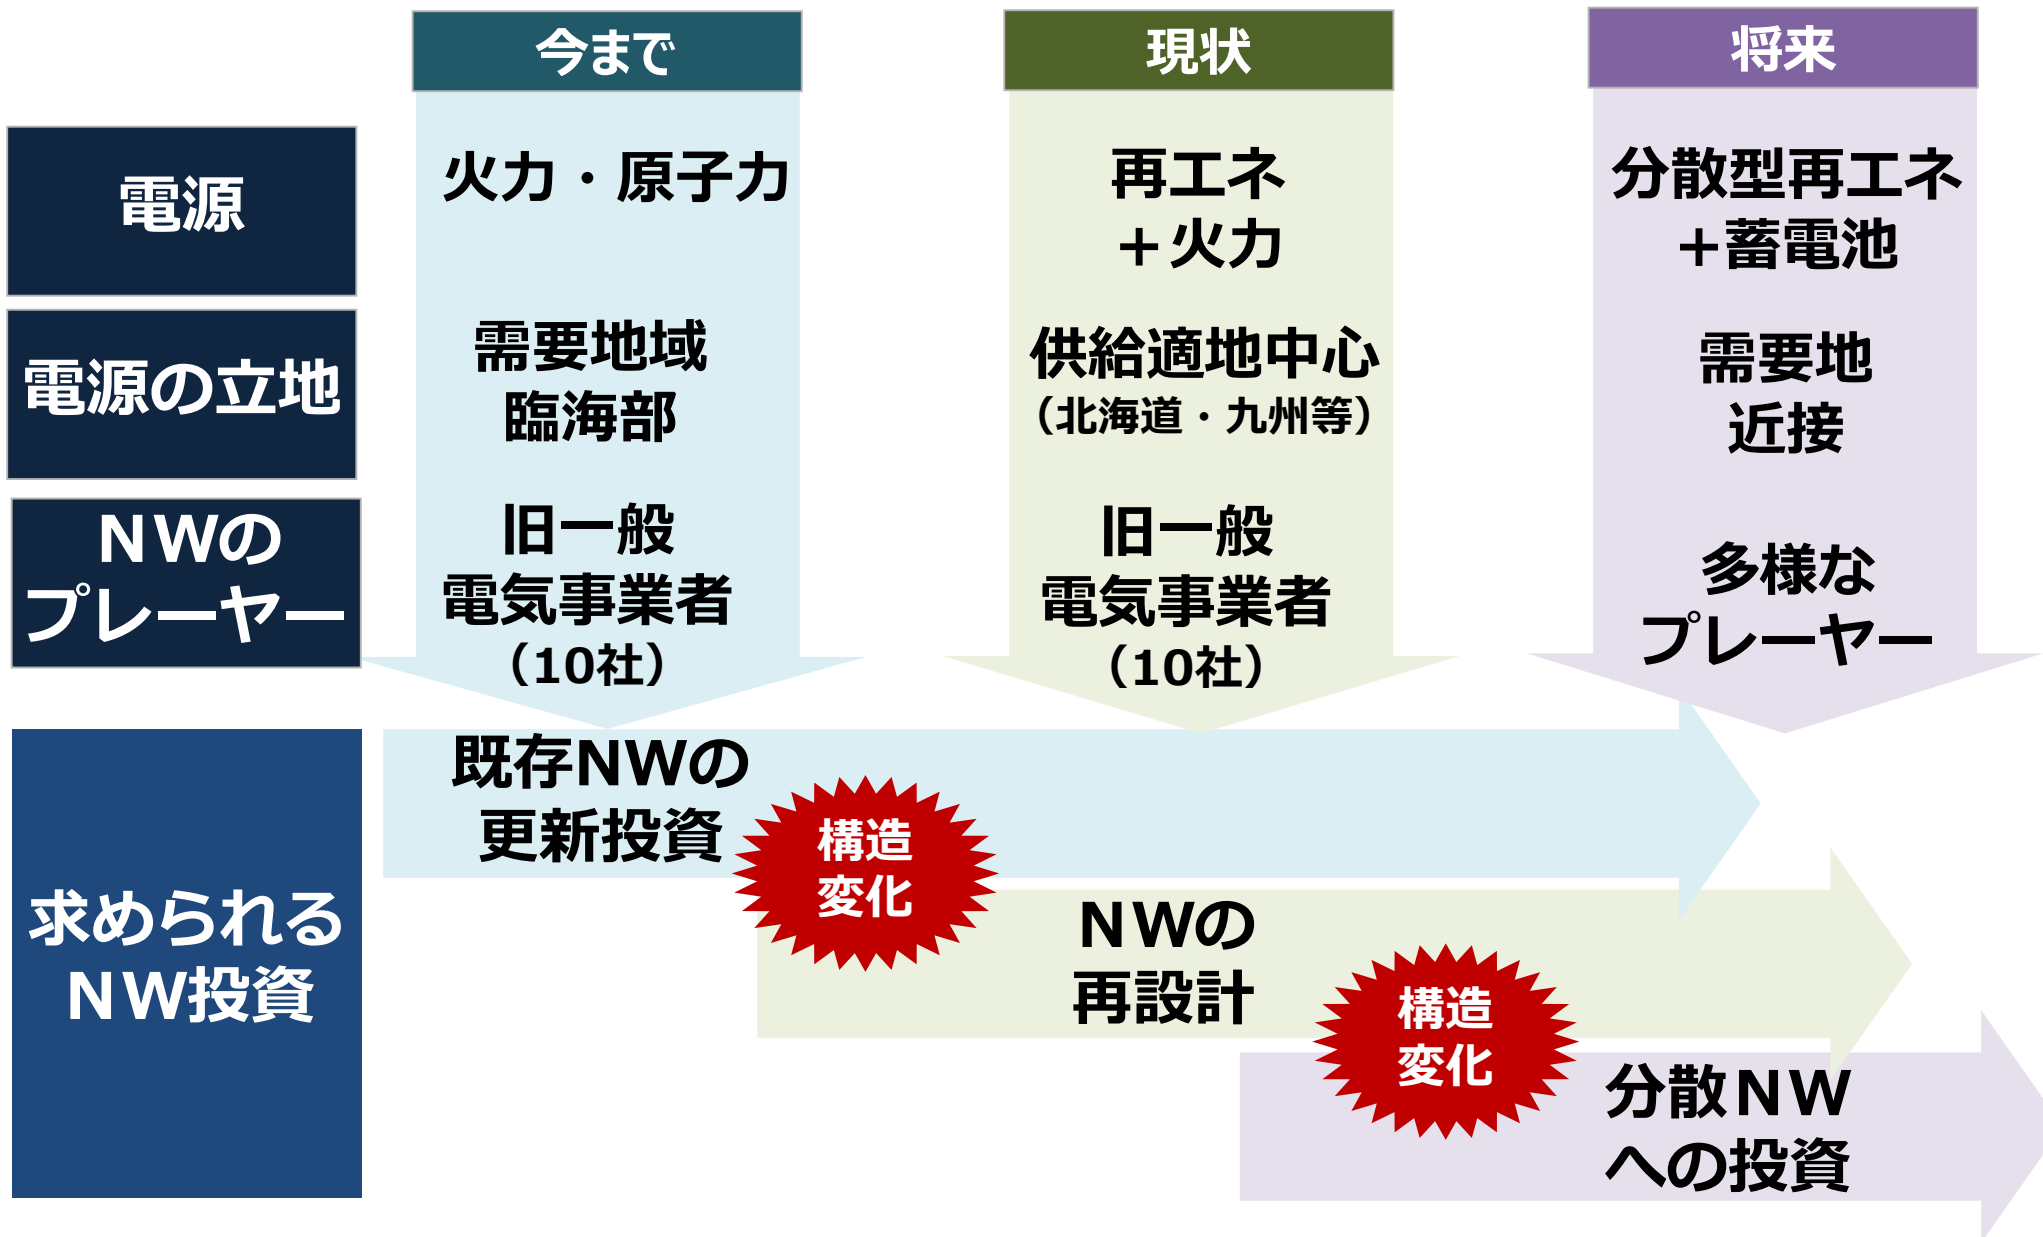 今まで
現状
将来
電源
火力・原子力
再エネ
+火力
分散型再エネ
+蓄電池
電源の立地
需要地域
臨海部
供給適地中心
（北海道・九州等）
需要地
近接
ＮＷの
プレーヤー
旧一般
電気事業者
（10社）
旧一般
電気事業者
（10社）
多様な
プレーヤー
求められる
ＮＷ投資
既存NWの
更新投資
構造
変化
ＮＷの
再設計
構造
変化
分散ＮＷ
への投資